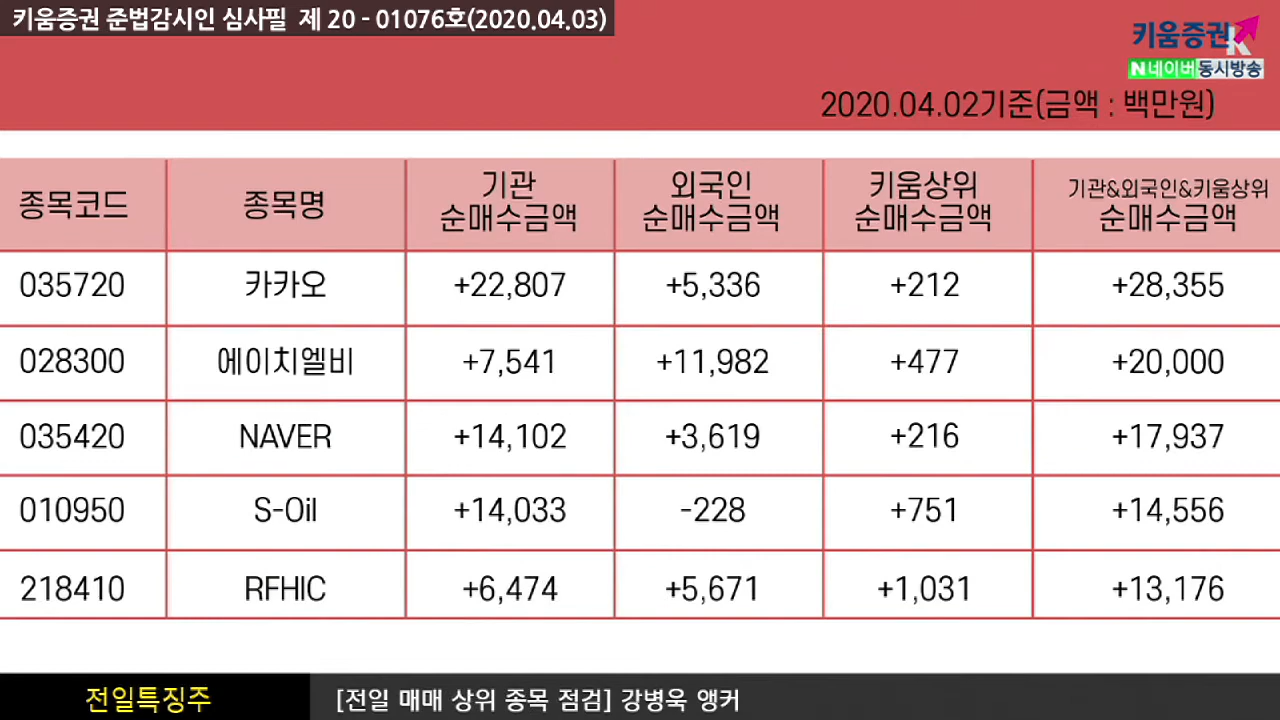 키움증권 준법감시인 심사필 제 20 - 01076호(2020.04.03)
키움증권
N 네이버 동시방송
2020.04.02기준(금액 : 백만원)
종목코드 종목명 기관 순매수금액 외국인 순매수금액 키움상위 순매수금액 기관&외국인&키움상위 순매수금액
035720 카카오 +22,807 +5,336 +212 +28,355
028300 에이치엘비 +7,541 +11,982 +477 +20,000
035420 NAVER +14,102 +3,619 +216 +17,937
010950 S-Oil +14,033 -228 +751 +14,556
218410 RFHIC +6,474 +5,671 +1,031 +13,176
전일특징주 [전일 매매 상위 종목 점검] 강병욱 앵커